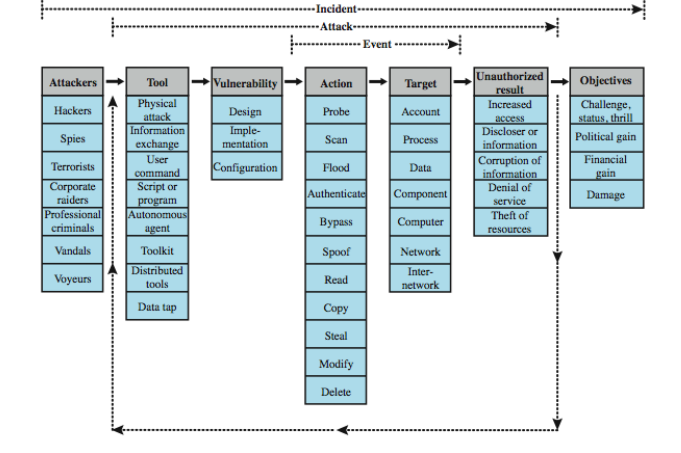 Incident
Attack
Event
Attackers
Hackers
Spies
Terrorists
Corporate
raiders
Professional
criminals
Vandals
Voyeurs
Tool
Physical
attack
Information
exchange
User
command
Script or
program
Autonomous
agent
Toolkit
Distributed
tools
Data tap
Vulnerability
Design
Imple-
mentation
Configuration
Action
Probe
Scan
Flood
Authenticate
Bypass
Spoof
Read
Copy
Steal
Modify
Delete
Target
Account
Process
Data
Component
Computer
Network
Inter-
network
Unauthorized
result
Increased
access
Discloser or
information
Corruption of
information
Denial of
service
Theft of
resources
Objectives
Challenge,
status, thrill
Political gain
Financial
gain
Damage